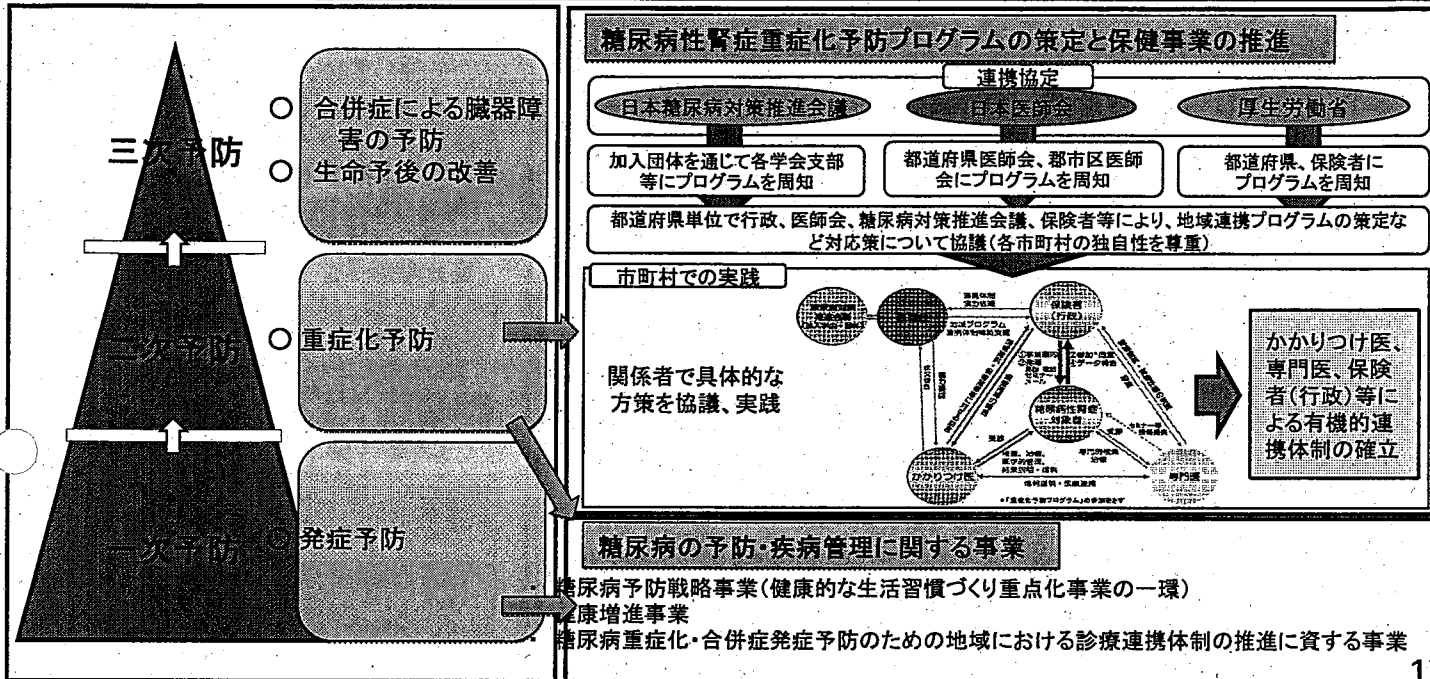 三次予防
○ 合併症による臓器障
害の予防
○ 生命予後の改善
二次予防
○ 重症化予防
一次予防
○ 発症予防
糖尿病性腎症重症化予防プログラムの策定と保健事業の推進
連携協定
日本糖尿病対策推進会議
日本医師会
厚生労働省
加入団体を通じて各学会支部
等にプログラムを周知
都道府県医師会、郡市区医師
会にプログラムを周知
都道府県、保険者に
プログラムを周知
都道府県単位で行政、医師会、糖尿病対策推進会議、保険者等により、地域連携プログラムの策定な
ど対応策について協議(各市町村の独自性を尊重)
市町村での実践
関係者で具体的な
方策を協議、実践
保険者
(行政)
糖尿病性腎症
対象者
かかりつけ医
専門医
かかりつけ医、
専門医、保険
者(行政)等に
よる有機的連
携体制の確立
糖尿病の予防・疾病管理に関する事業
糖尿病予防戦略事業(健康的な生活習慣づくり重点化事業の一環)
健康増進事業
糖尿病重症化・合併症発症予防のための地域における診療連携体制の推進に資する事業
1